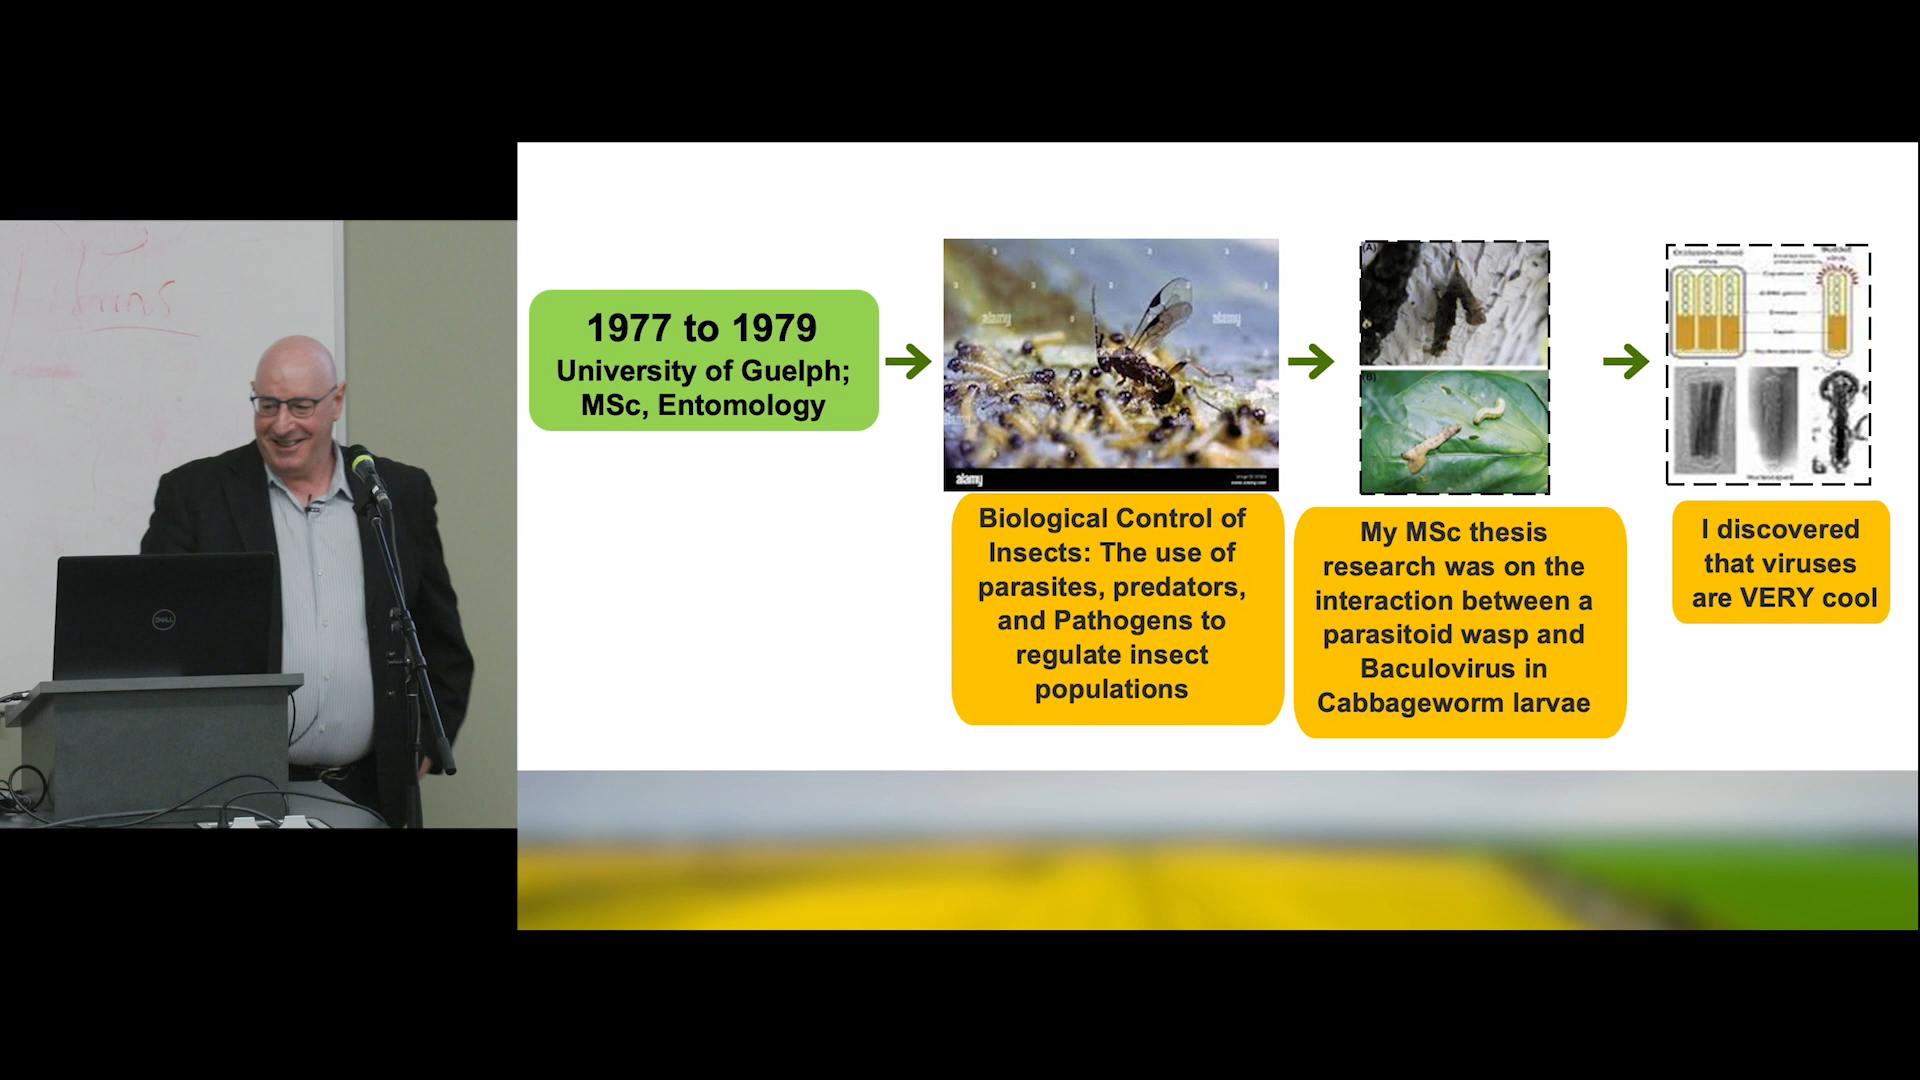 1977 to 1979
University of Guelph;
MSc, Entomology
alamy
alamy
alamy
Biological Control of
Insects: The use of
parasites, predators,
and Pathogens to
regulate insect
populations
(A)
(B)
My MSc thesis
research was on the
interaction between a
parasitoid wasp and
Baculovirus in
Cabbageworm larvae
I discovered
that viruses
are VERY cool
DELL